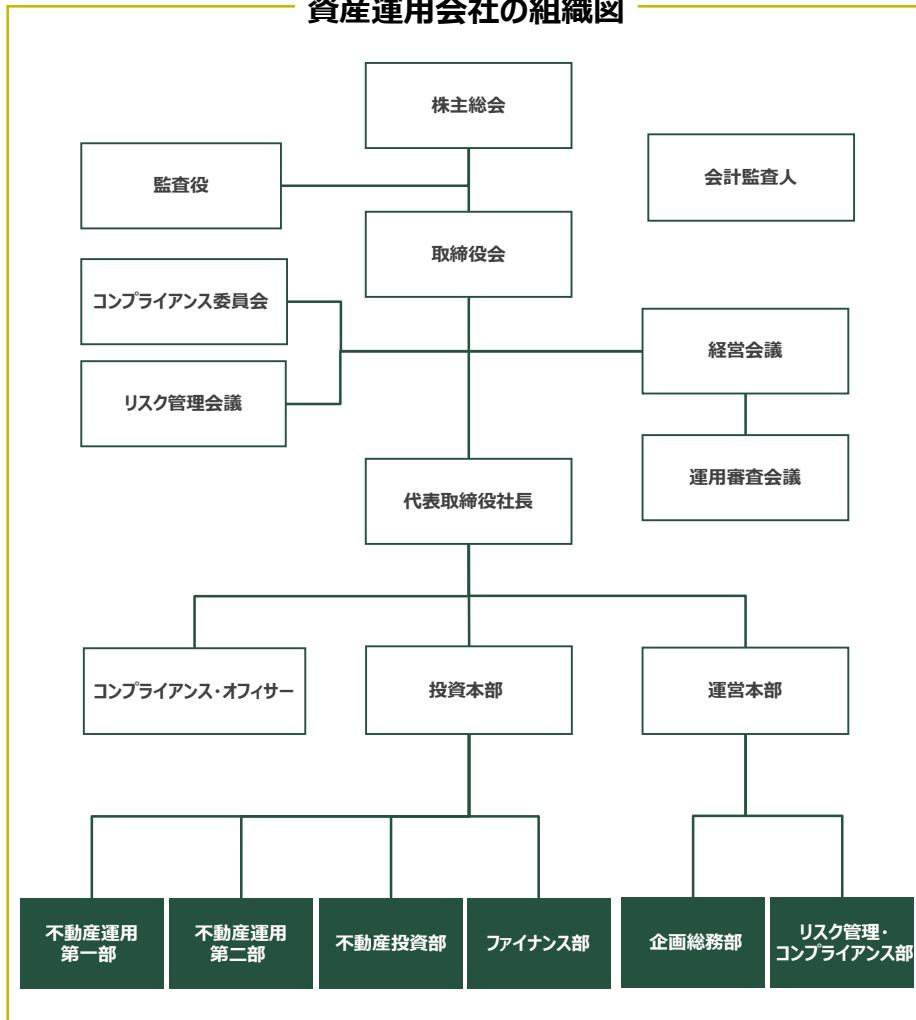 資産運用会社の組織図
株主総会
監査役
会計監査人
取締役会
コンプライアンス委員会
経営会議
リスク管理会議
運用審査会議
代表取締役社長
コンプライアンス・オフィサー
投資本部
運営本部
不動産運用
第一部
不動産運用
第二部
不動産投資部
ファイナンス部
企画総務部
リスク管理・
コンプライアンス部